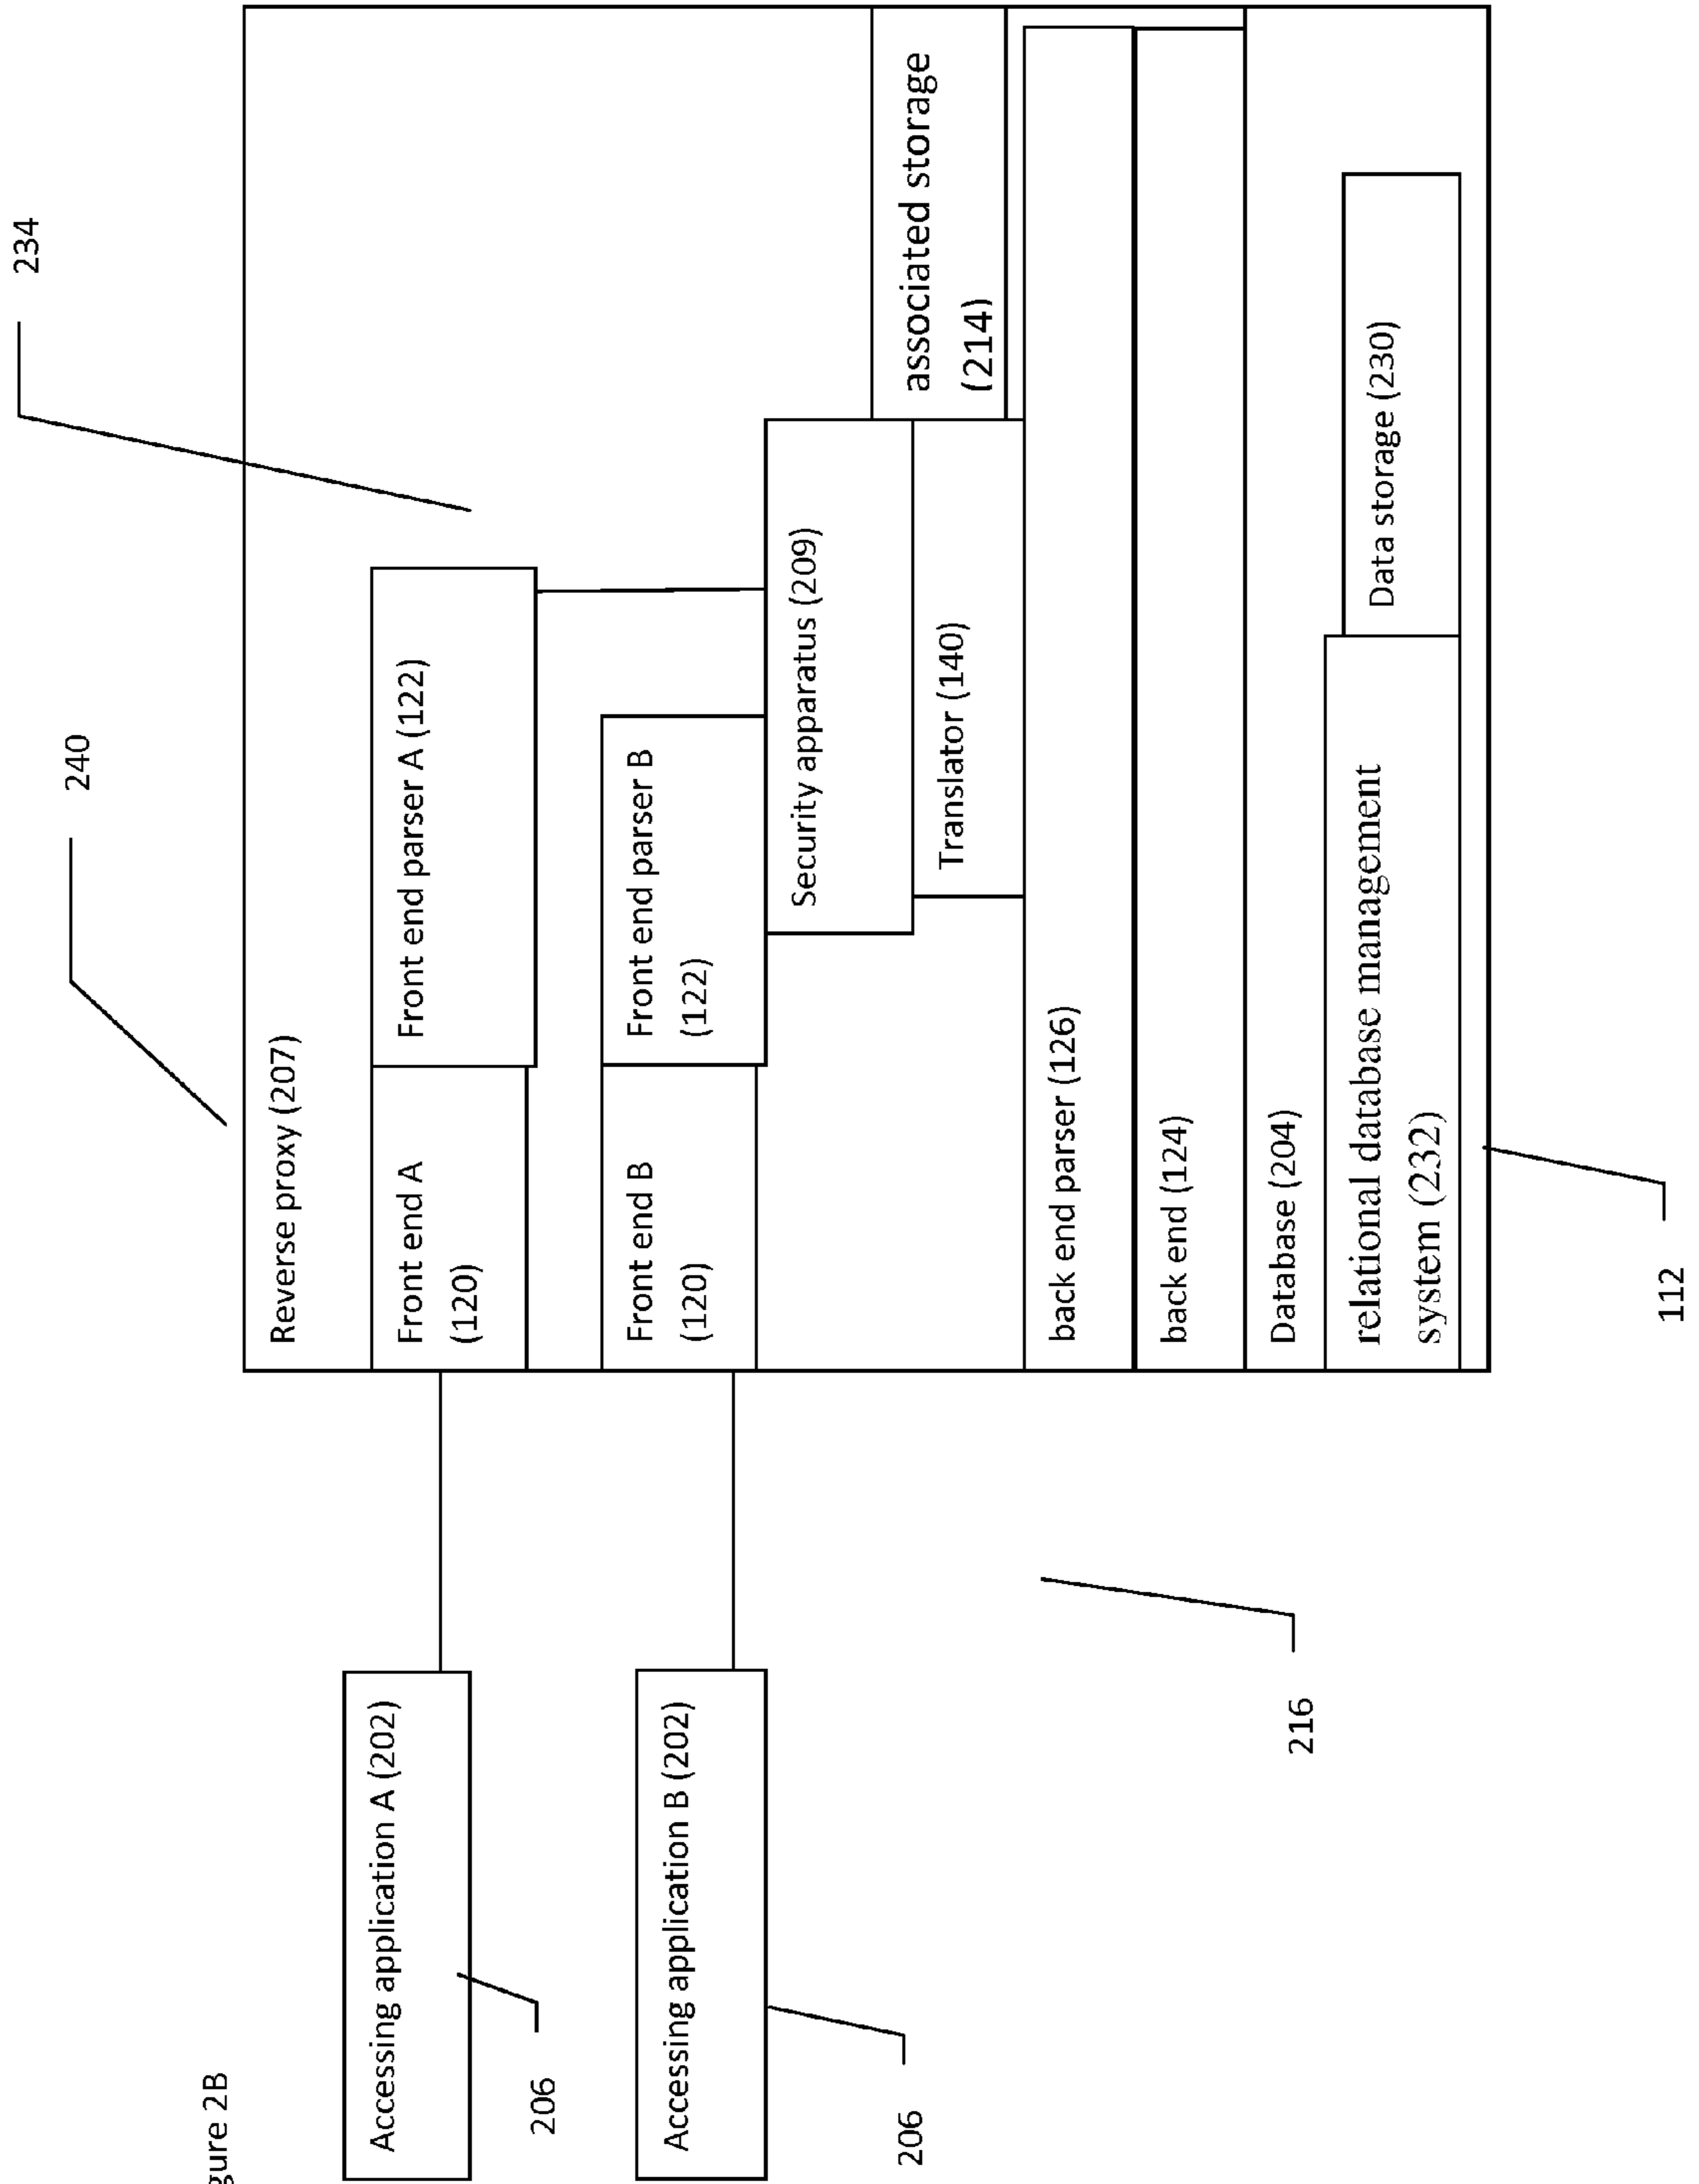 gure 2B
240
234
Reverse proxy (207)
Accessing application A (202)
Front end A
(120)
Front end parser A (122)
206
Accessing application B (202)
Front end B
(120)
Front end parser B
(122)
206
Security apparatus (209)
associated storage
(214)
Translator (140)
back end parser (126)
back end (124)
216
Database (204)
relational database management
system (232)
Data storage (230)
112